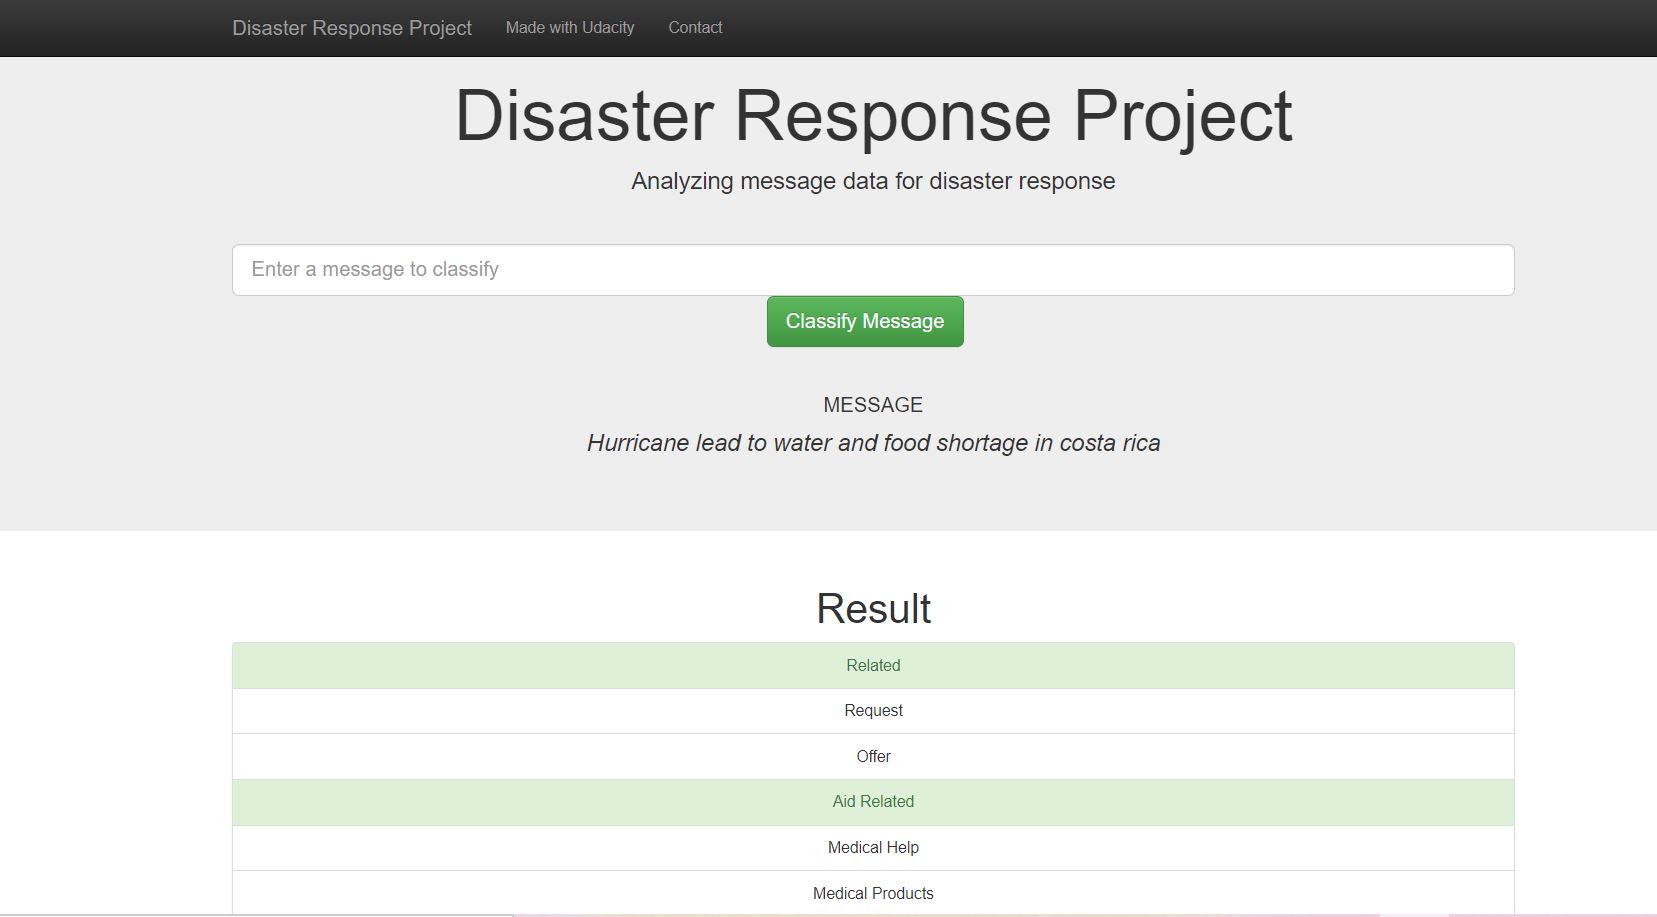 Disaster Response Project Made with Udacity Contact
Disaster Response Project
Analyzing message data for disaster response
Enter a message to classify
Classify Message
MESSAGE
Hurricane lead to water and food shortage in costa rica
Result
Related
Request
Offer
Aid Related
Medical Help
Medical Products